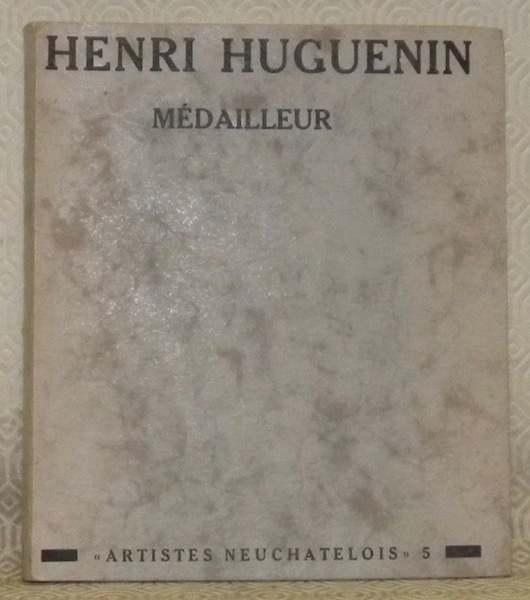 HENRI HUGUENIN
MÉDAILLEUR
«ARTISTES NEUCHATELOIS» 5